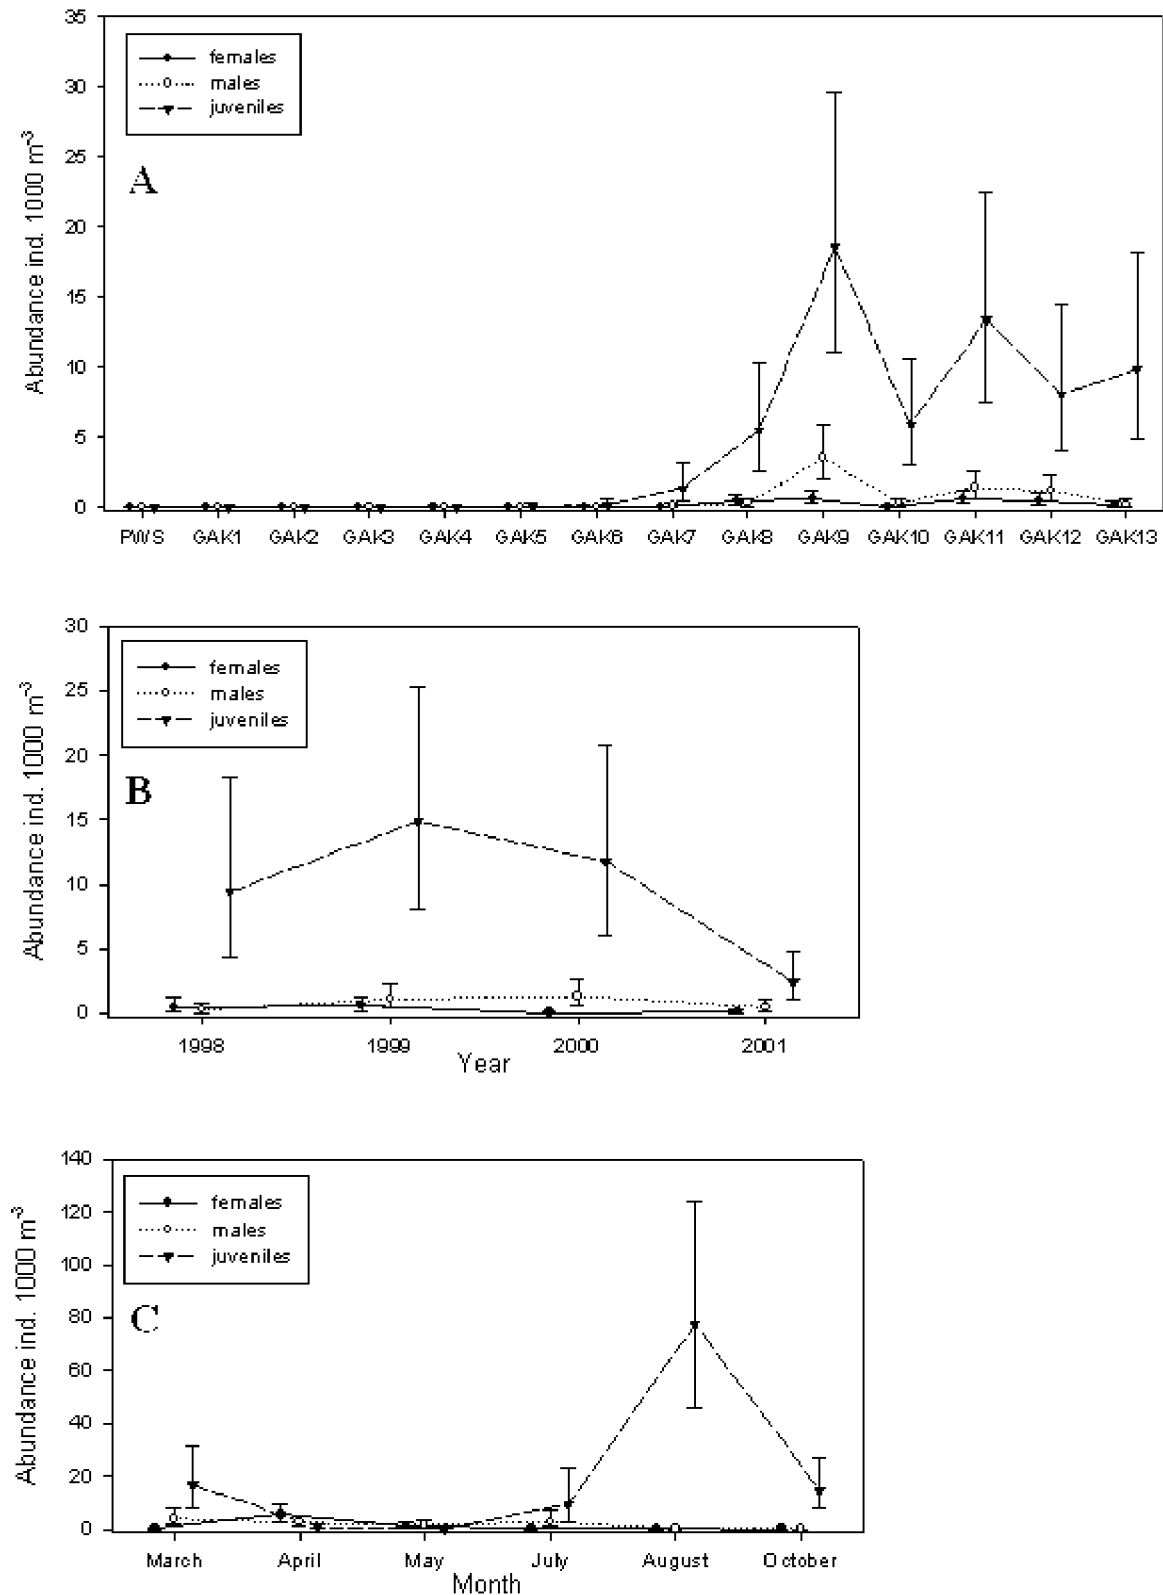 35
30
25
20
15
10
5
0
Abundance ind. 1000 m⁻³
females
males
juveniles
A
PWS GAK1 GAK2 GAK3 GAK4 GAK5 GAK6 GAK7 GAK8 GAK9 GAK10 GAK11 GAK12 GAK13
30
25
20
15
10
5
0
Abundance ind. 1000 m⁻³
females
males
juveniles
B
1998 1999 2000 2001
Year
140
120
100
80
60
40
20
0
Abundance ind. 1000 m⁻³
females
males
juveniles
C
March April May July August October
Month